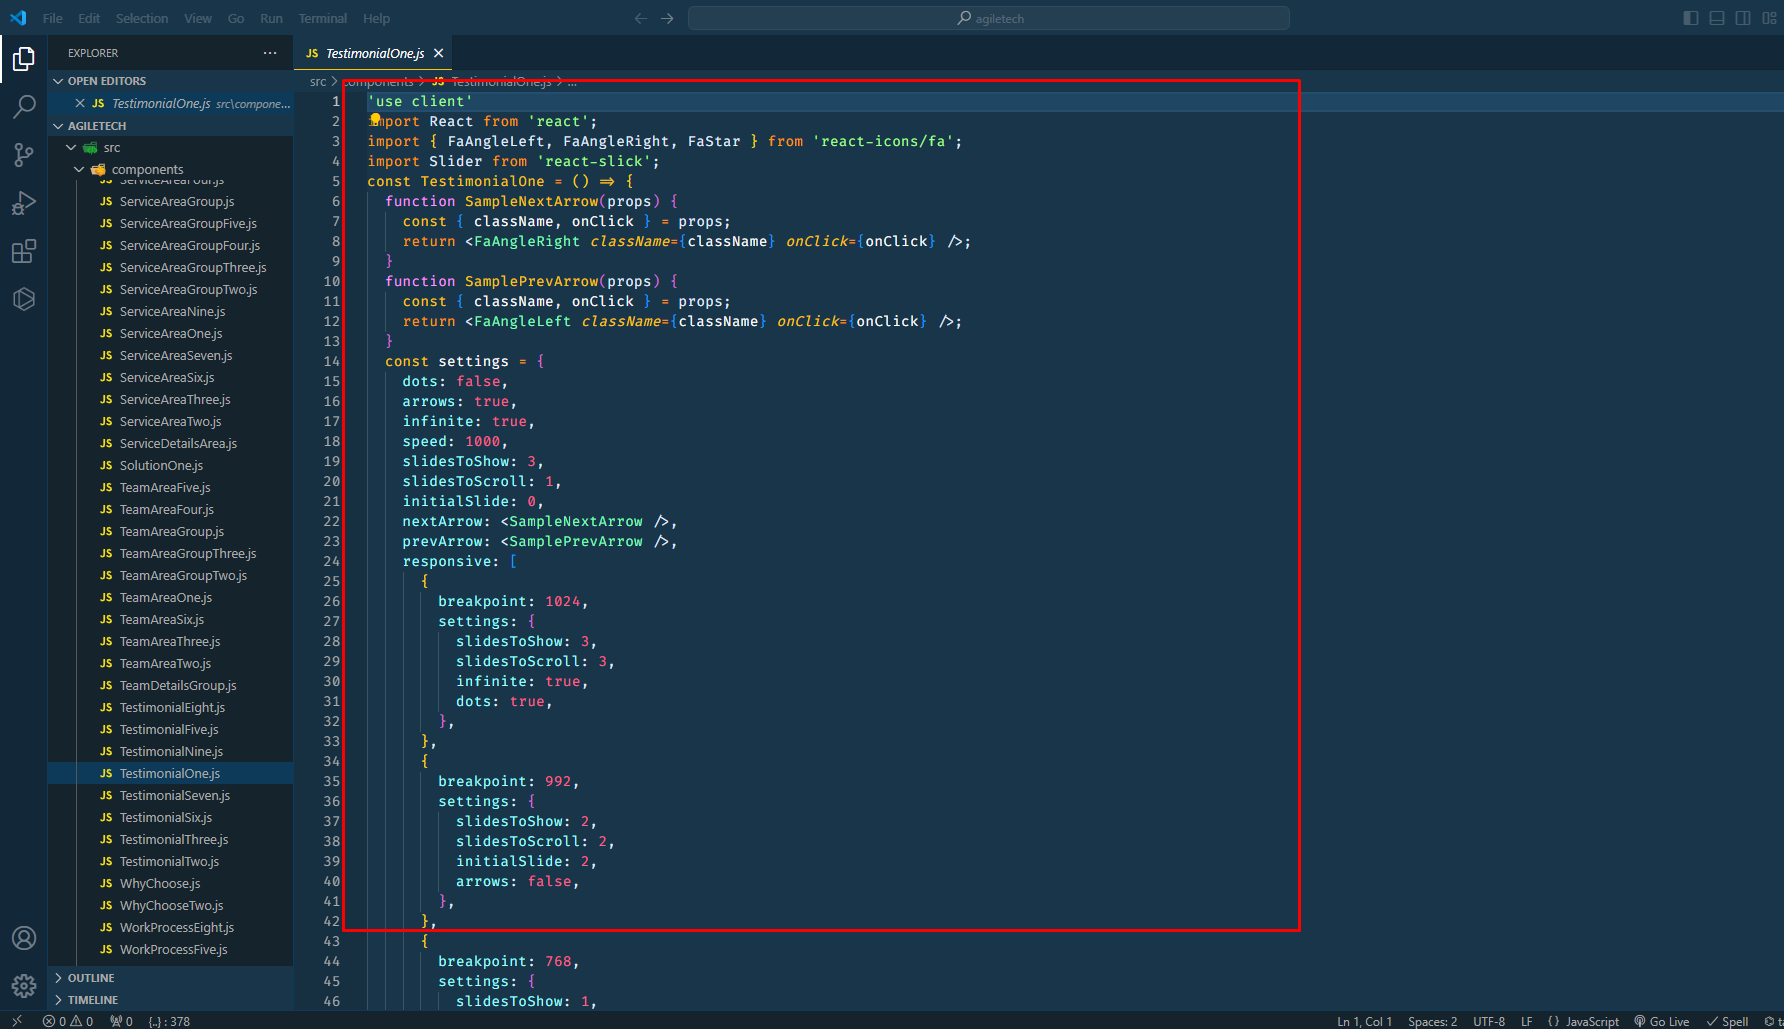 File Edit Selection View Go Run Terminal Help
agiletech
EXPLORER ...
JS TestimonialOne.js
OPEN EDITORS
JS TestimonialOne.js src\compone...
AGILETECH
src
components
ServiceAreaFour.js
JS ServiceAreaGroup.js
JS ServiceAreaGroupFive.js
JS ServiceAreaGroupFour.js
JS ServiceAreaGroupThree.js
JS ServiceAreaGroupTwo.js
JS ServiceAreaNine.js
JS ServiceAreaOne.js
JS ServiceAreaSeven.js
JS ServiceAreaSix.js
JS ServiceAreaThree.js
JS ServiceAreaTwo.js
JS ServiceDetailsArea.js
JS SolutionOne.js
JS TeamAreaFive.js
JS TeamAreaFour.js
JS TeamAreaGroup.js
JS TeamAreaGroupThree.js
JS TeamAreaGroupTwo.js
JS TeamAreaOne.js
JS TeamAreaSix.js
JS TeamAreaThree.js
JS TeamAreaTwo.js
JS TeamDetailsGroup.js
JS TestimonialEight.js
JS TestimonialFive.js
JS TestimonialNine.js
JS TestimonialOne.js
JS TestimonialSeven.js
JS TestimonialSix.js
JS TestimonialThree.js
JS TestimonialTwo.js
JS WhyChoose.js
JS WhyChooseTwo.js
JS WorkProcessEight.js
JS WorkProcessFive.js
OUTLINE
TIMELINE
src > components > JS TestimonialOne.js > ...
1 'use client'
2 import React from 'react';
3 import { FaAngleLeft, FaAngleRight, FaStar } from 'react-icons/fa';
4 import Slider from 'react-slick';
5 const TestimonialOne = () => {
6 function SampleNextArrow(props) {
7 const { className, onClick } = props;
8 return <FaAngleRight className={className} onClick={onClick} />;
9 }
10 function SamplePrevArrow(props) {
11 const { className, onClick } = props;
12 return <FaAngleLeft className={className} onClick={onClick} />;
13 }
14 const settings = {
15 dots: false,
16 arrows: true,
17 infinite: true,
18 speed: 1000,
19 slidesToShow: 3,
20 slidesToScroll: 1,
21 initialSlide: 0,
22 nextArrow: <SampleNextArrow />,
23 prevArrow: <SamplePrevArrow />,
24 responsive: [
25 {
26 breakpoint: 1024,
27 settings: {
28 slidesToShow: 3,
29 slidesToScroll: 3,
30 infinite: true,
31 dots: true,
32 },
33 },
34 {
35 breakpoint: 992,
36 settings: {
37 slidesToShow: 2,
38 slidesToScroll: 2,
39 initialSlide: 2,
40 arrows: false,
41 },
42 },
43 {
44 breakpoint: 768,
45 settings: {
46 slidesToShow: 1,
0 0 0 {..} : 378
Ln 1, Col 1 Spaces: 2 UTF-8 LF {} JavaScript Go Live Spell